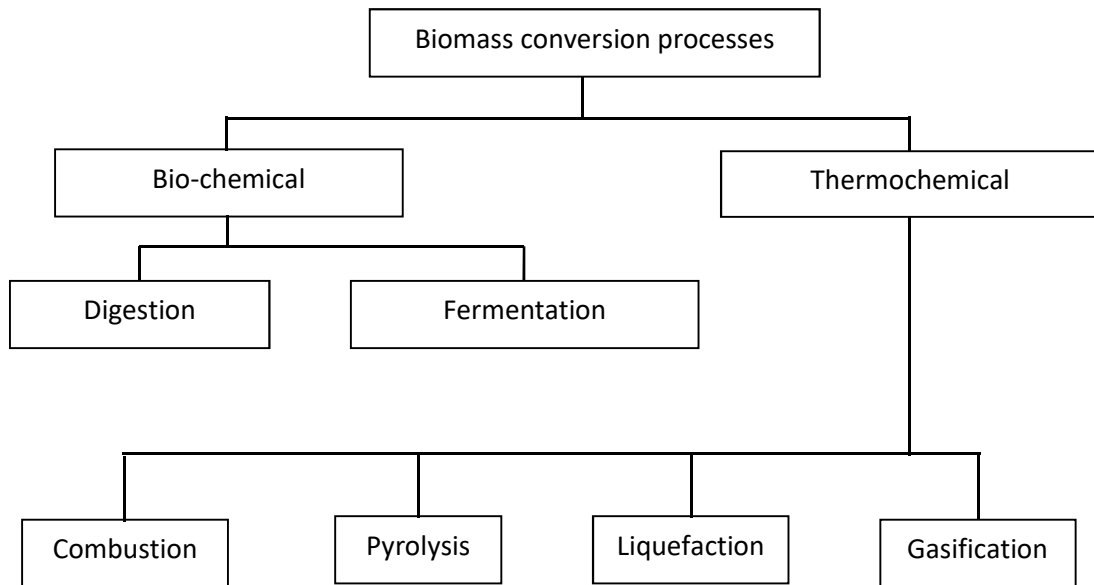 Biomass conversion processes
Bio-chemical
Thermochemical
Digestion
Fermentation
Combustion
Pyrolysis
Liquefaction
Gasification